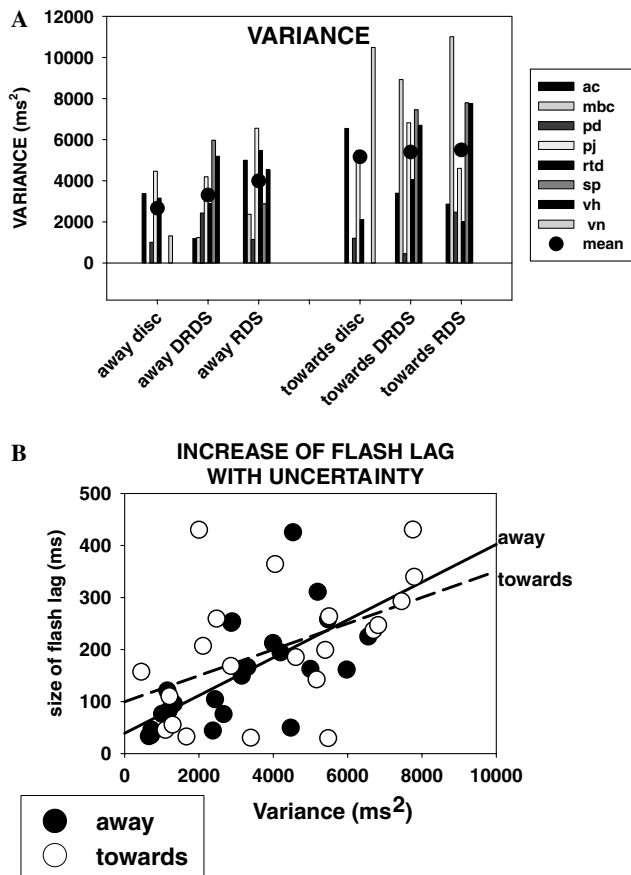 A
VARIANCE
VARIANCE (ms2)
12000
10000
8000
6000
4000
2000
0
away disc
away DRDS
away RDS
towards disc
towards DRDS
towards RDS
ac
mbc
pd
pj
rtd
sp
vh
vn
mean
B
INCREASE OF FLASH LAG
WITH UNCERTAINTY
size of flash lag (ms)
500
400
300
200
100
0
away
towards
0 2000 4000 6000 8000 10000
Variance (ms2)
away
towards